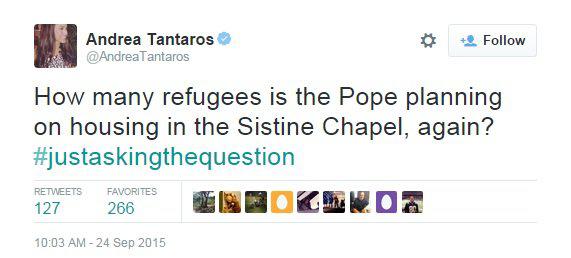 Andrea Tantaros
@AndreaTantaros
Follow
How many refugees is the Pope planning
on housing in the Sistine Chapel, again?
#justaskingthequestion
RETWEETS FAVORITES
127 266
10:03 AM - 24 Sep 2015